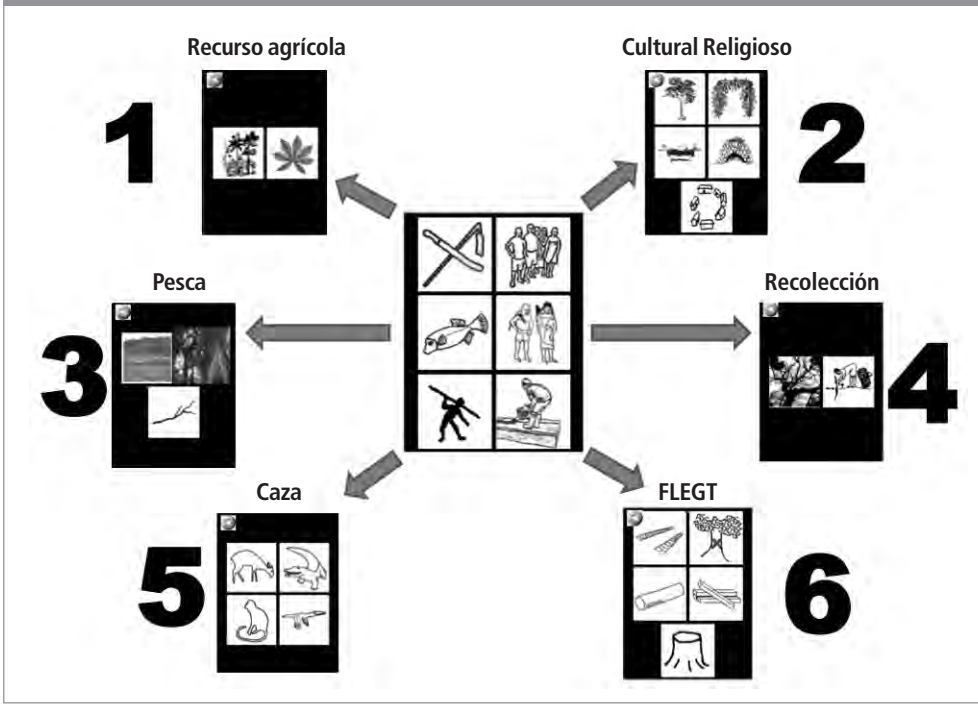 Recurso agrícola
Cultural Religioso
1
2
Pesca
Recolección
3
4
Caza
FLEGT
5
6